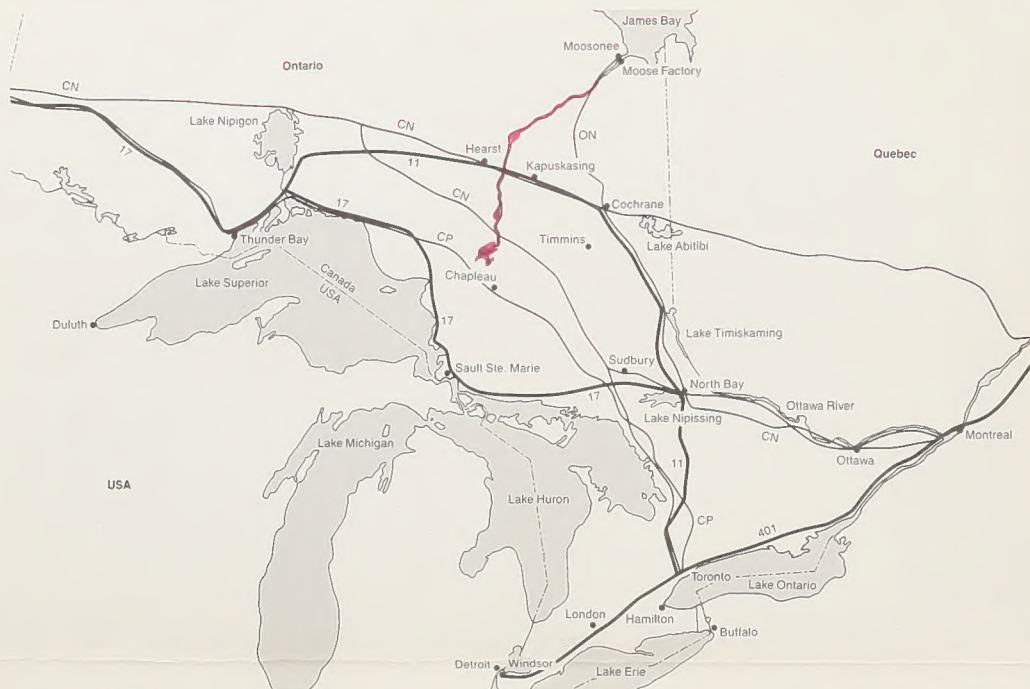 James Bay
Moosonee
Moose Factory
Ontario
CN
Lake Nipigon
CN
ON
Quebec
17
Hearst
11
Kapuskasing
CN
Cochrane
17
Timmins
Lake Abitibi
Thunder Bay
CP
Chapleau
Lake Superior
Canada
USA
Duluth
17
Lake Timiskaming
Sault Ste. Marie
Sudbury
17
North Bay
Lake Nipissing
Ottawa River
CN
Montreal
Lake Michigan
Ottawa
11
USA
Lake Huron
CP
401
Toronto
Lake Ontario
London
Hamilton
Buffalo
Detroit
Windsor
Lake Erie